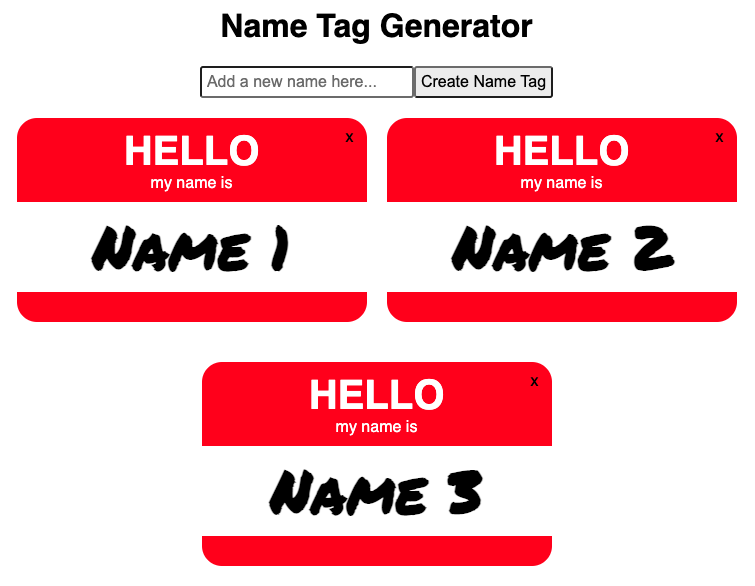 Name Tag Generator
Add a new name here... Create Name Tag
HELLO x
my name is
Name 1
HELLO x
my name is
Name 2
HELLO x
my name is
Name 3